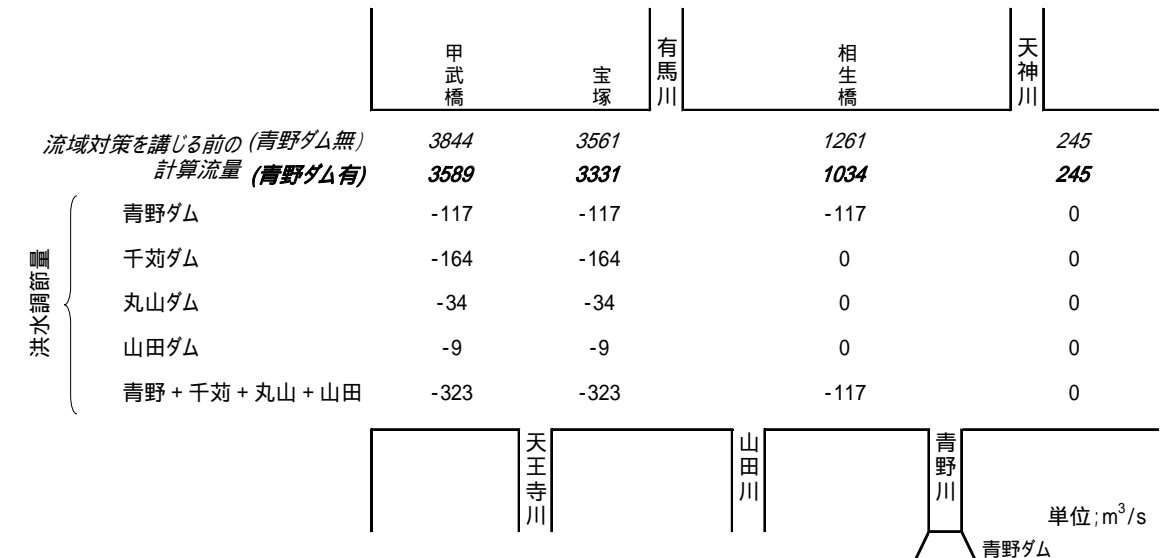 甲武橋
宝塚
有馬川
相生橋
天神川
流域対策を講じる前の (青野ダム無) 3844 3561 1261 245
計算流量 (青野ダム有) 3589 3331 1034 245
洪水調節量
青野ダム -117 -117 -117 0
千苅ダム -164 -164 0 0
丸山ダム -34 -34 0 0
山田ダム -9 -9 0 0
青野 + 千苅 + 丸山 + 山田 -323 -323 -117 0
天王寺川
山田川
青野川
単位;m³/s
青野ダム